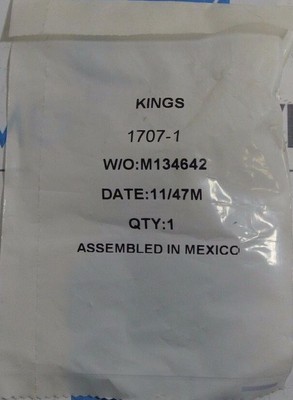 KINGS
1707-1
W/O:M134642
DATE:11/47M
QTY:1
ASSEMBLED IN MEXICO